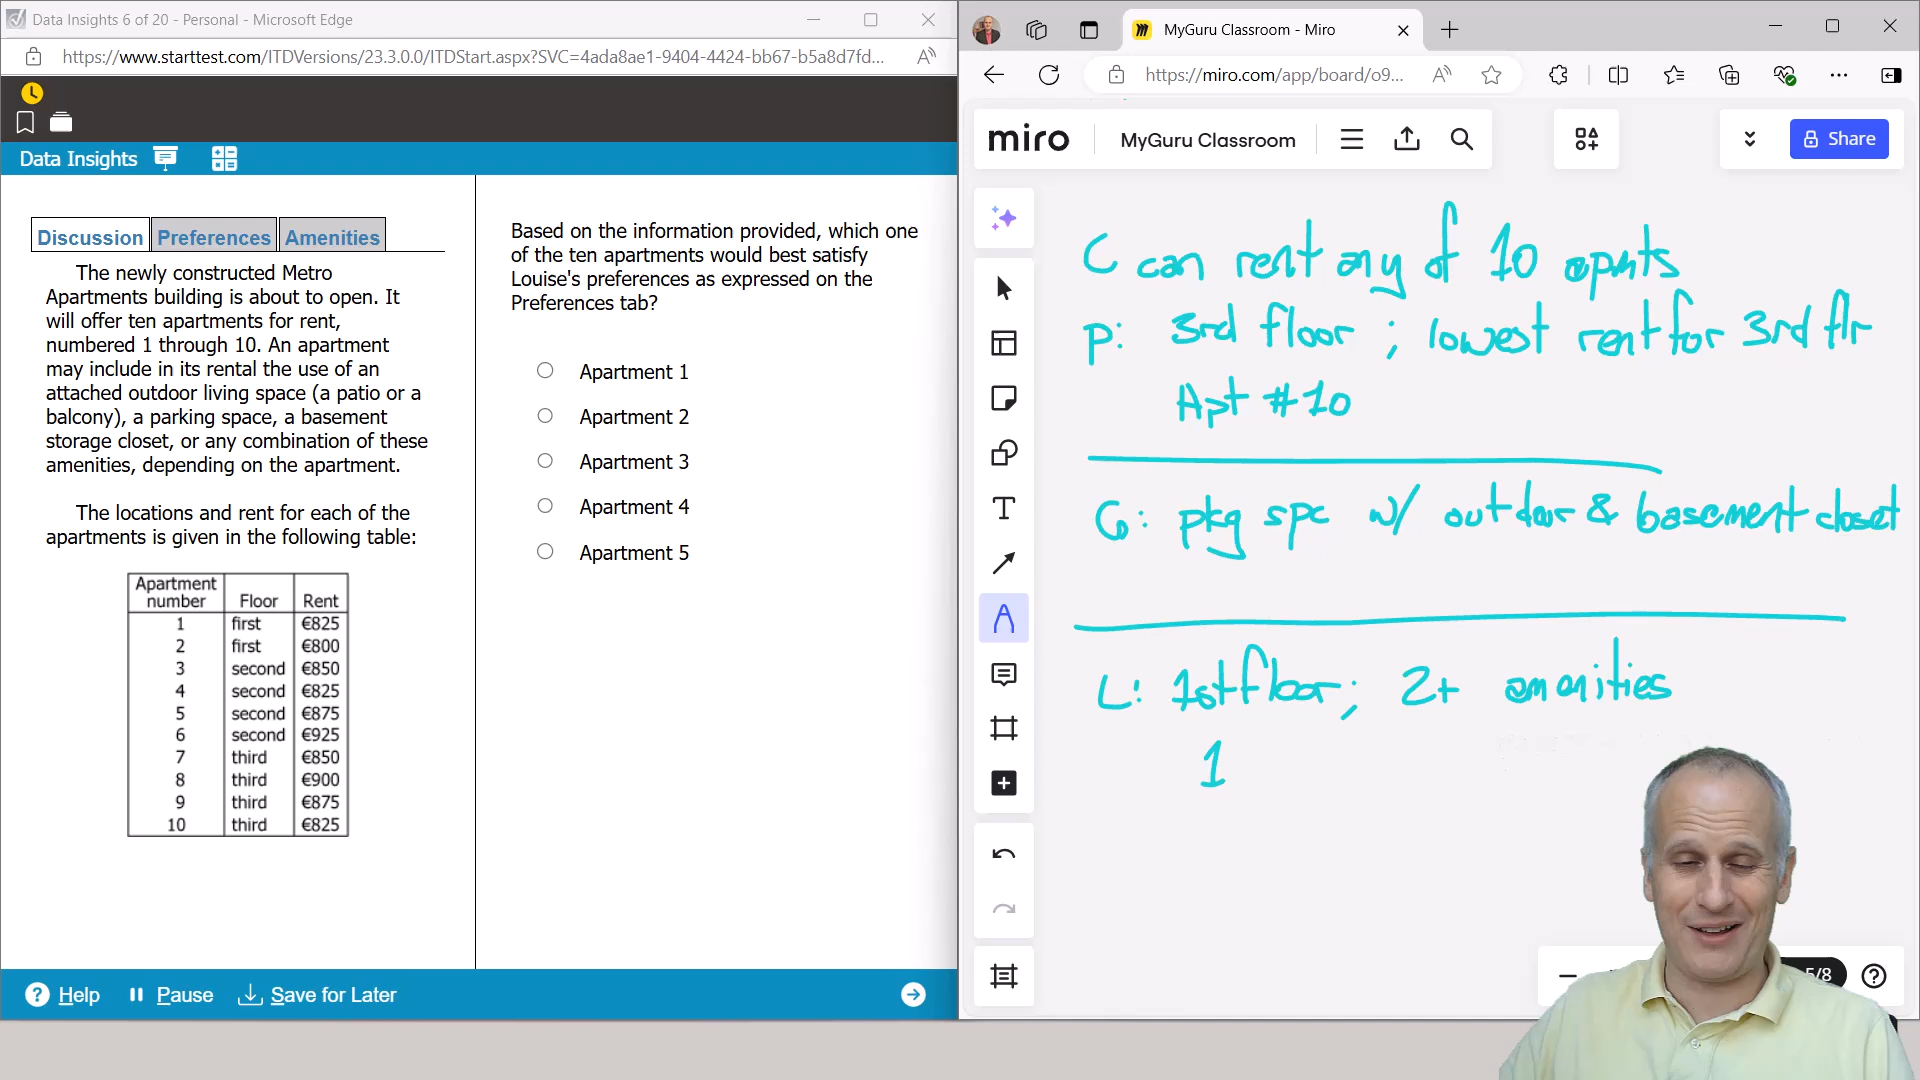 Data Insights 6 of 20 - Personal - Microsoft Edge
https://www.starttest.com/ITDVersions/23.3.0.0/ITDStart.aspx?SVC=4ada8ae1-9404-4424-bb67-b5a8d7fd...
Data Insights
Discussion Preferences Amenities
The newly constructed Metro
Apartments building is about to open. It
will offer ten apartments for rent,
numbered 1 through 10. An apartment
may include in its rental the use of an
attached outdoor living space (a patio or a
balcony), a parking space, a basement
storage closet, or any combination of these
amenities, depending on the apartment.
The locations and rent for each of the
apartments is given in the following table:
Apartment
number Floor Rent
1 first €825
2 first €800
3 second €850
4 second €825
5 second €875
6 second €925
7 third €850
8 third €900
9 third €875
10 third €825
Based on the information provided, which one
of the ten apartments would best satisfy
Louise's preferences as expressed on the
Preferences tab?
Apartment 1
Apartment 2
Apartment 3
Apartment 4
Apartment 5
? Help Pause Save for Later
MyGuru Classroom - Miro
https://miro.com/app/board/o9...
miro MyGuru Classroom Share
C can rent any of 10 apmts
P: 3rd floor ; lowest rent for 3rd flr
Apt #10
G: pkg spc w/ outdoor & basement closet
L: 1st floor; 2+ amenities
1
5/8 ?